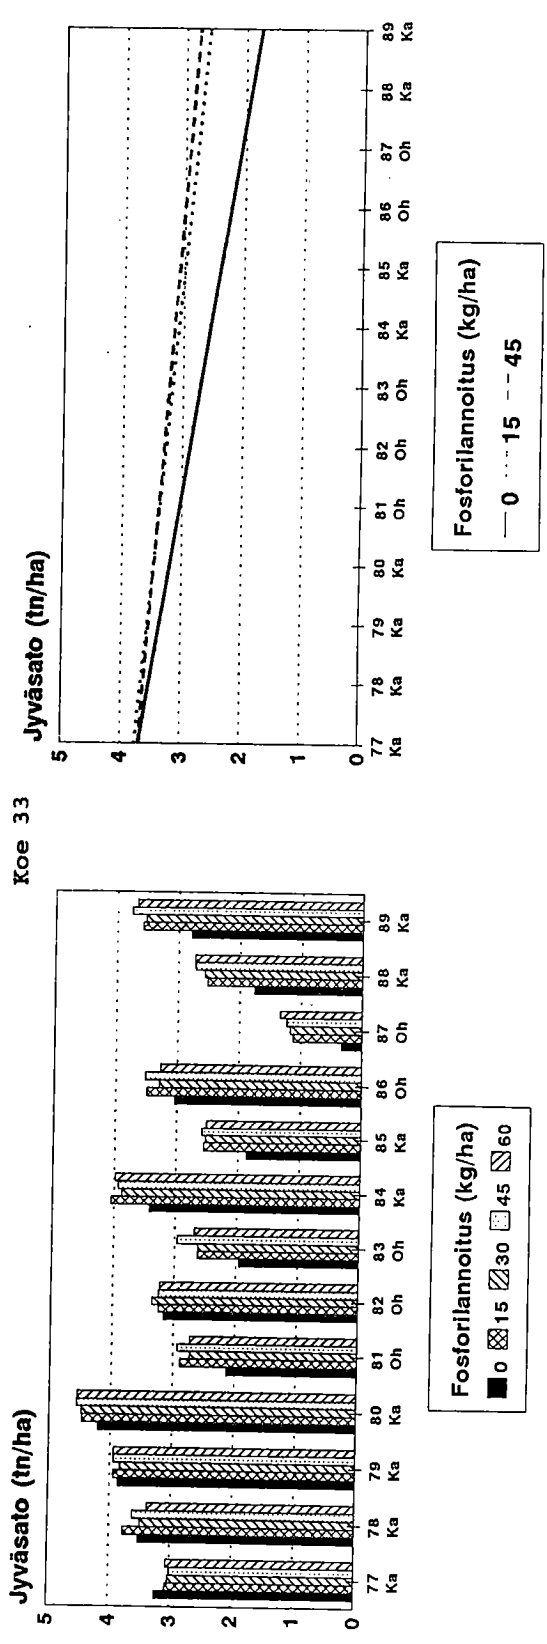 Koe 33
Jyväsato (tn/ha)
5
4
3
2
1
0
77 78 79 80 81 82 83 84 85 86 87 88 89
Ka Ka Ka Ka Oh Oh Oh Ka Ka Oh Oh Ka Ka
Fosforilannoitus (kg/ha)
0 15 30 45 60
Jyväsato (tn/ha)
5
4
3
2
1
0
77 78 79 80 81 82 83 84 85 86 87 88 89
Ka Ka Ka Ka Oh Oh Oh Ka Ka Oh Oh Ka Ka
Fosforilannoitus (kg/ha)
0 15 45